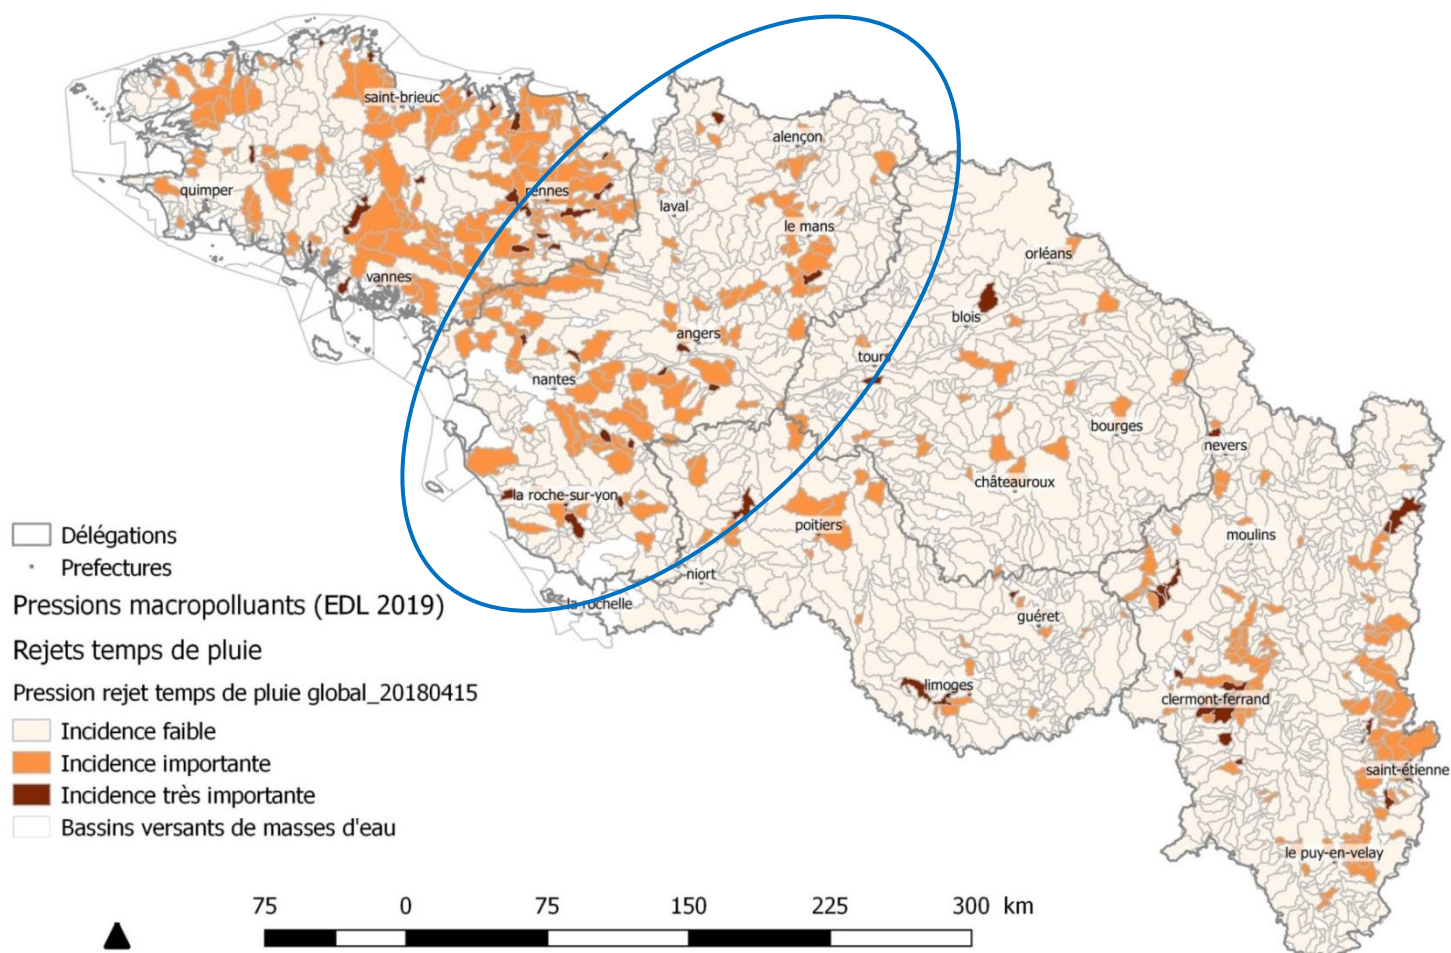 saint-brieuc
alençon
quimper
rennes
laval
le mans
orléans
vannes
blois
angers
tours
nantes
bourges
nevers
châteauroux
la roche-sur-yon
poitiers
moulins
niort
la rochelle
guéret
limoges
clermont-ferrand
saint-étienne
le puy-en-velay
Délégations
Prefectures
Pressions macropolluants (EDL 2019)
Rejets temps de pluie
Pression rejet temps de pluie global_20180415
Incidence faible
Incidence importante
Incidence très importante
Bassins versants de masses d'eau
75 0 75 150 225 300 km